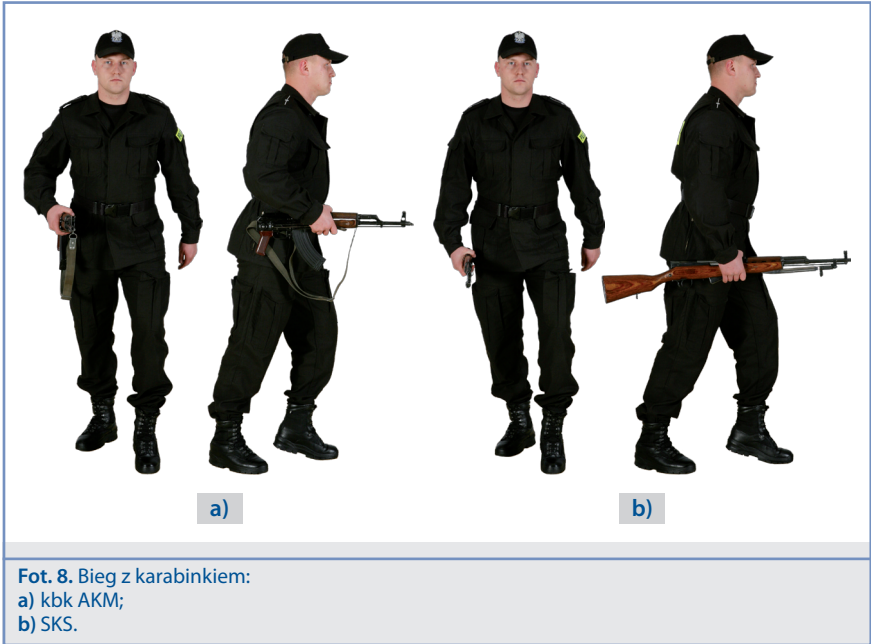 a)
b)
Fot. 8. Bieg z karabinkiem:
a) kbk AKM;
b) SKS.